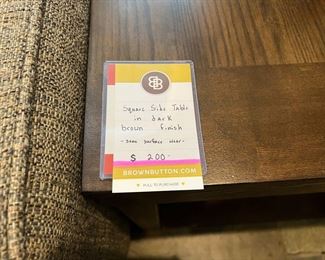 BB
Square Side Table
in dark
brown finish
- some surface wear -
$ 200-
BROWNBUTTON.COM
PULL TO PURCHASE